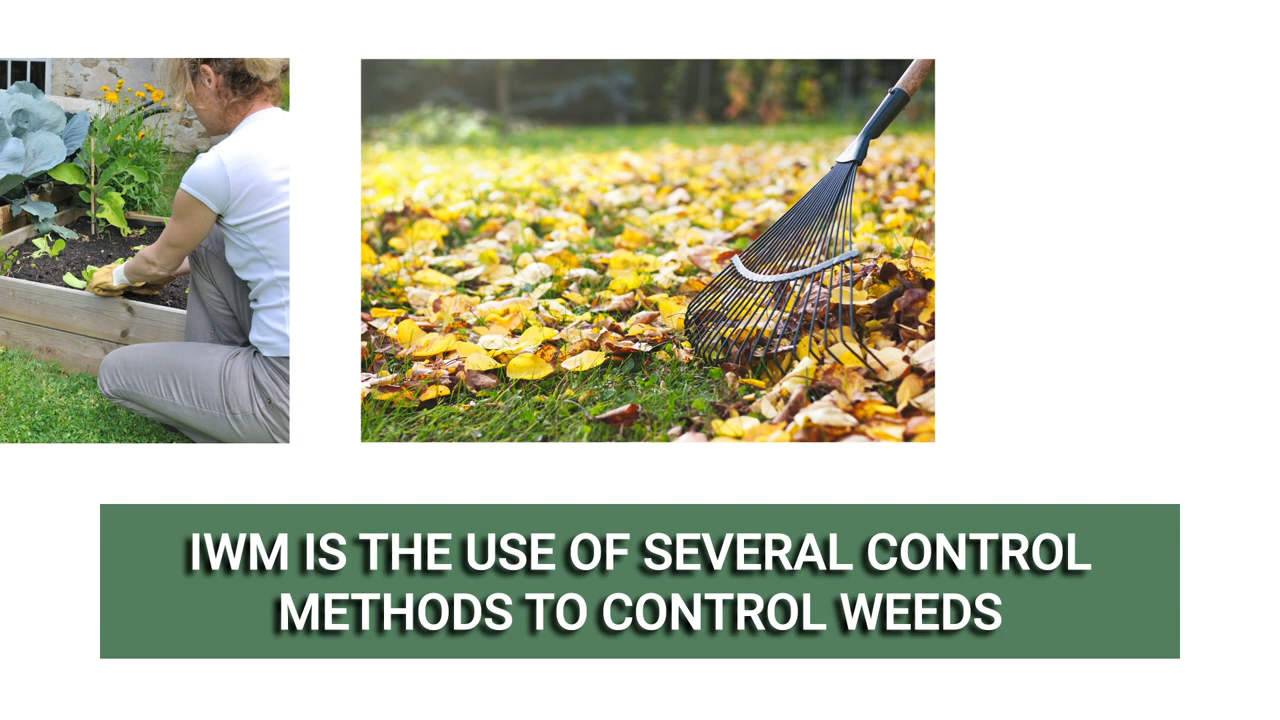 IWM IS THE USE OF SEVERAL CONTROL
METHODS TO CONTROL WEEDS